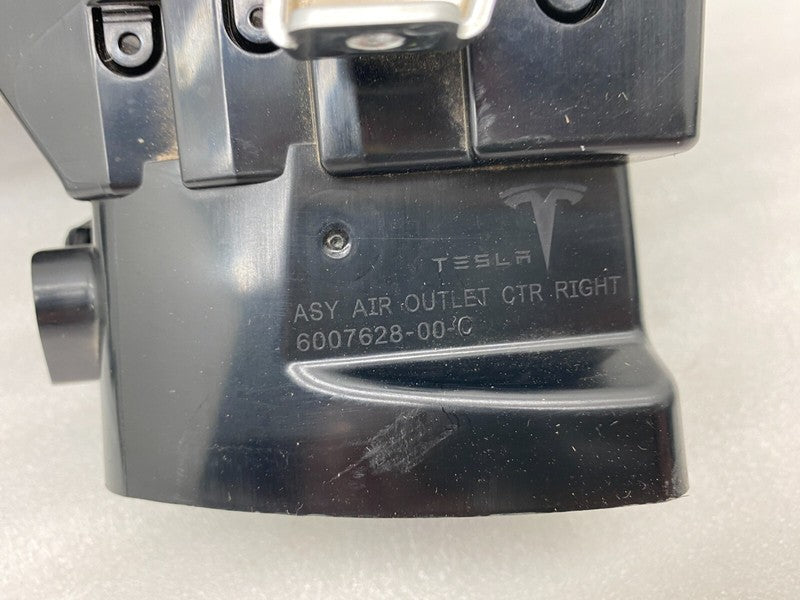 TESLA
ASY AIR OUTLET CTR RIGHT
6007628-00-C